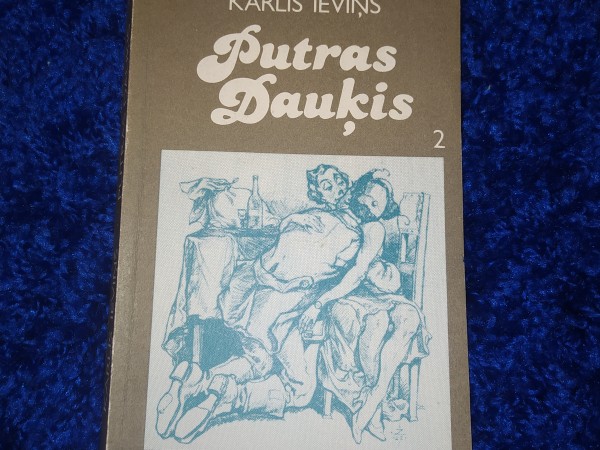 KĀRLIS IEVIŅŠ
Putras
Dauķis
2